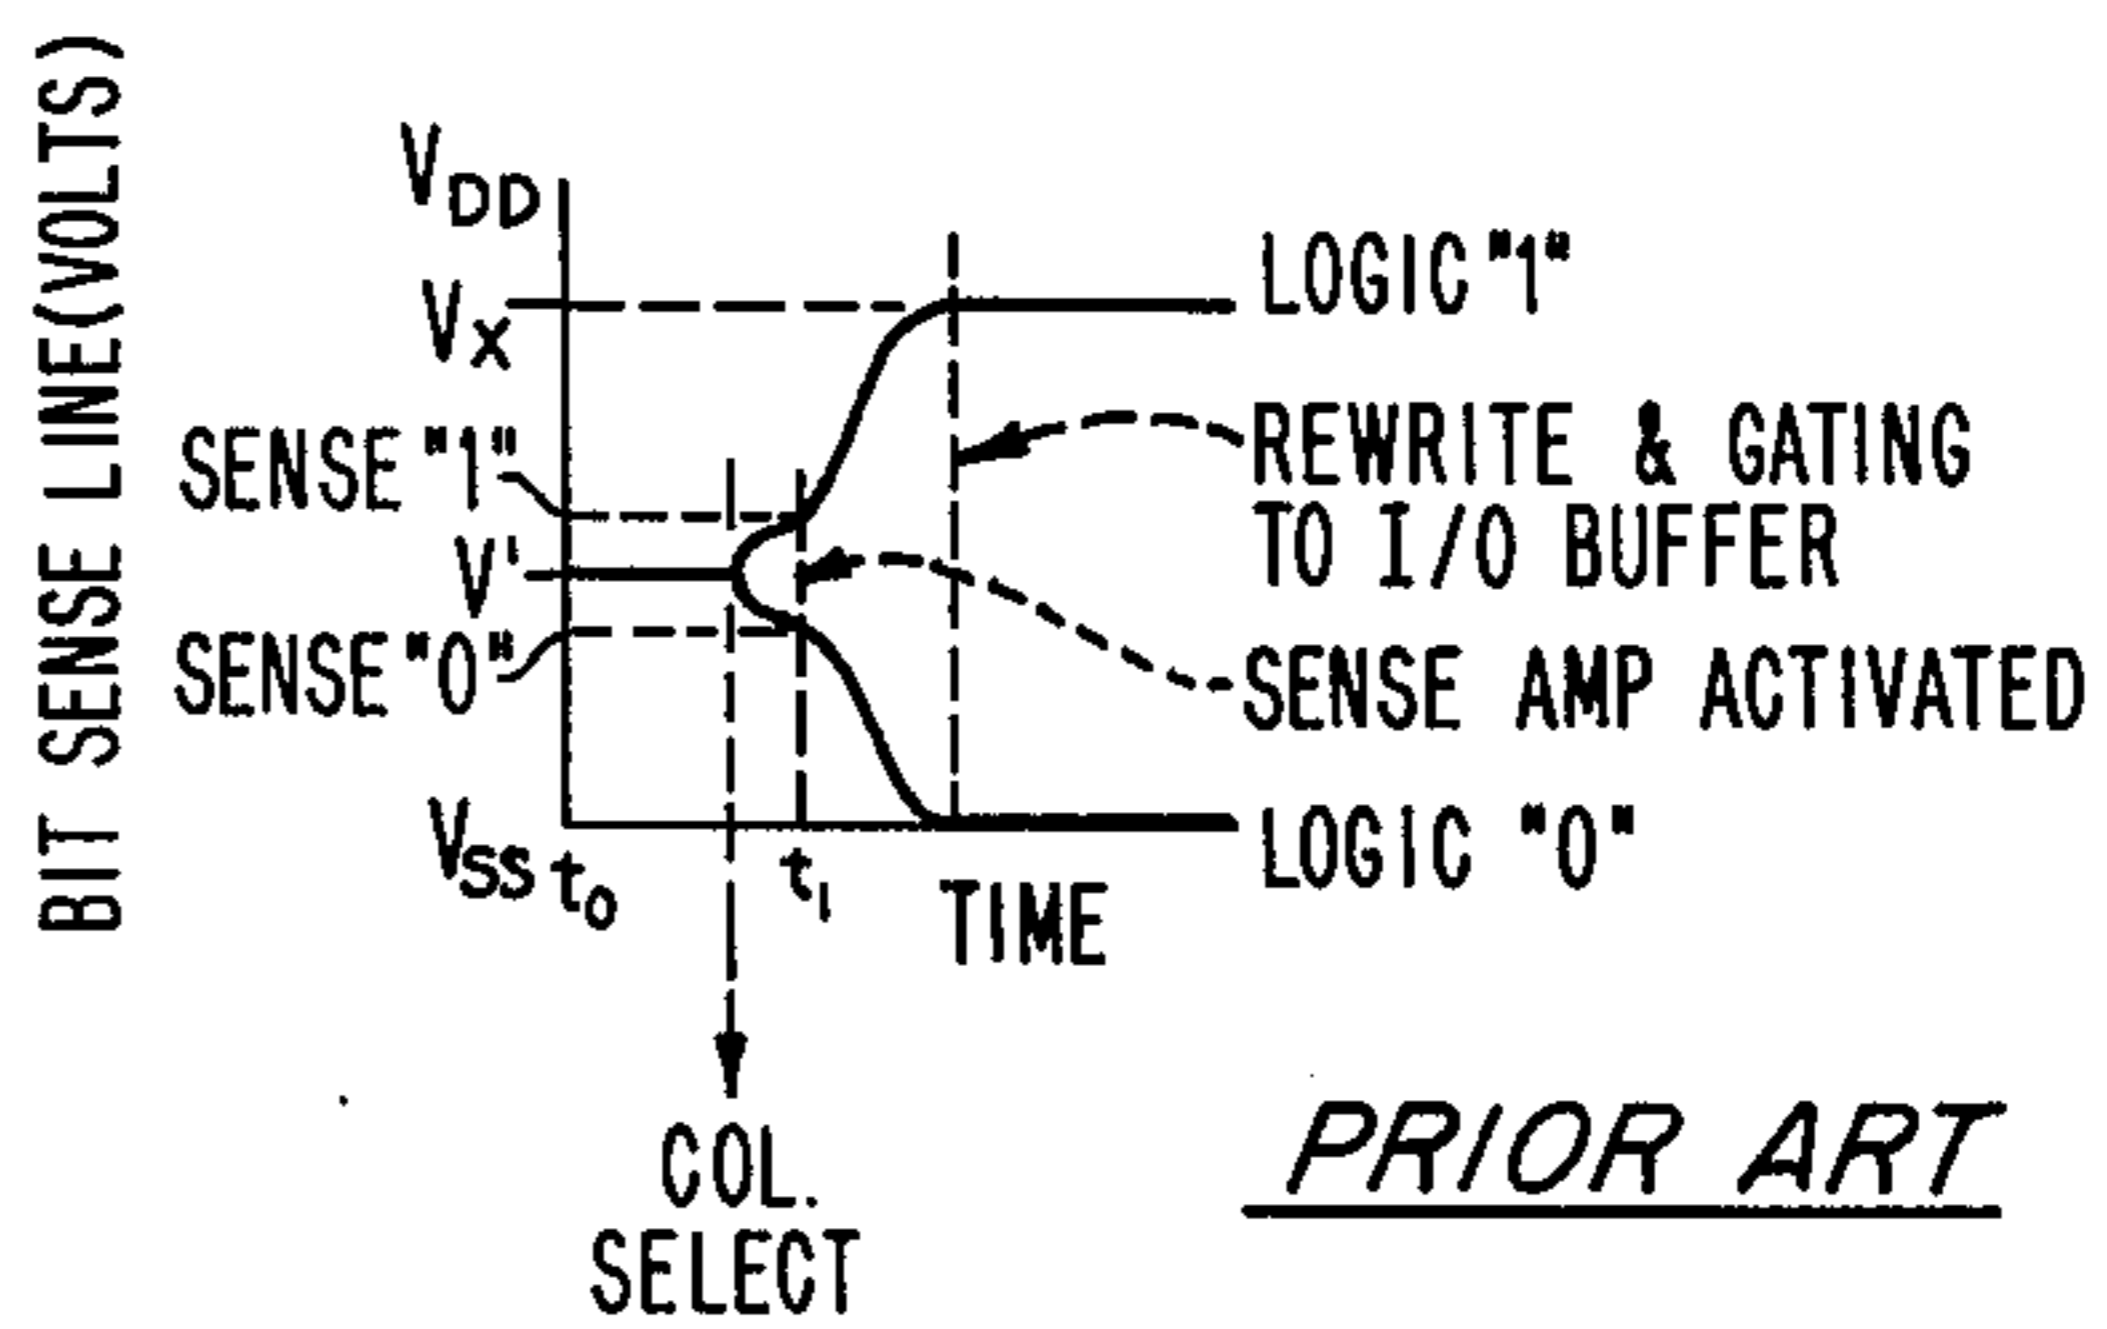 BIT SENSE LINE(VOLTS)
VDD
VX
LOGIC "1"
SENSE "1"
REWRITE & GATING
TO I/O BUFFER
V'
SENSE "0"
SENSE AMP ACTIVATED
VSS
t0
t1
TIME
LOGIC "0"
COL.
SELECT
PRIOR ART